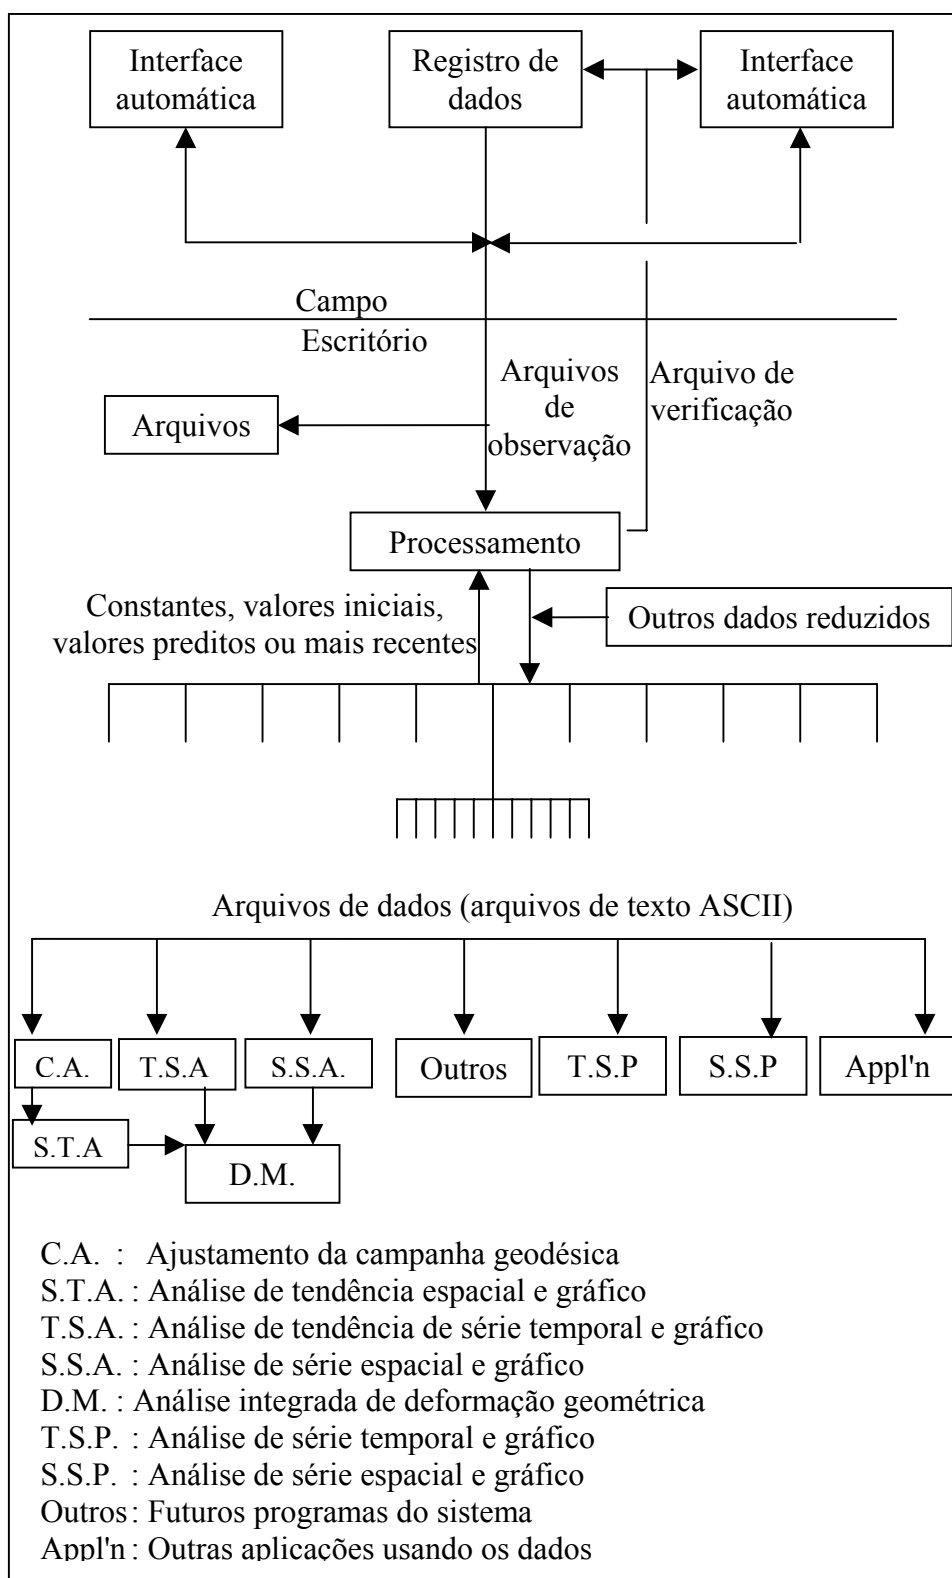 Interface
automática
Registro de
dados
Interface
automática
Campo
Escritório
Arquivos
de
observação
Arquivo de
verificação
Arquivos
Processamento
Constantes, valores iniciais,
valores preditos ou mais recentes
Outros dados reduzidos
Arquivos de dados (arquivos de texto ASCII)
C.A.
T.S.A
S.S.A.
Outros
T.S.P
S.S.P
Appl'n
S.T.A
D.M.
C.A. : Ajustamento da campanha geodésica
S.T.A. : Análise de tendência espacial e gráfico
T.S.A. : Análise de tendência de série temporal e gráfico
S.S.A. : Análise de série espacial e gráfico
D.M. : Análise integrada de deformação geométrica
T.S.P. : Análise de série temporal e gráfico
S.S.P. : Análise de série espacial e gráfico
Outros : Futuros programas do sistema
Appl'n : Outras aplicações usando os dados